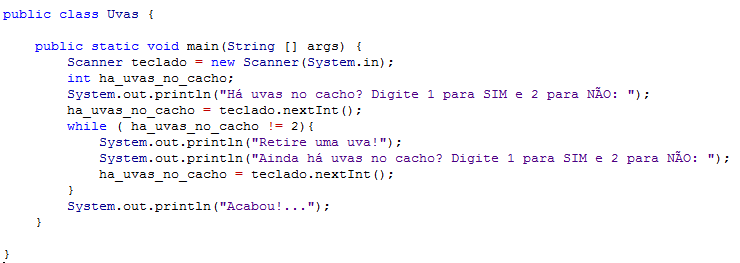 public class Uvas {
public static void main(String [] args) {
Scanner teclado = new Scanner(System.in);
int ha_uvas_no_cacho;
System.out.println("Há uvas no cacho? Digite 1 para SIM e 2 para NÃO: ");
ha_uvas_no_cacho = teclado.nextInt();
while ( ha_uvas_no_cacho != 2){
System.out.println("Retire uma uva!");
System.out.println("Ainda há uvas no cacho? Digite 1 para SIM e 2 para NÃO: ");
ha_uvas_no_cacho = teclado.nextInt();
}
System.out.println("Acabou!...");
}
}